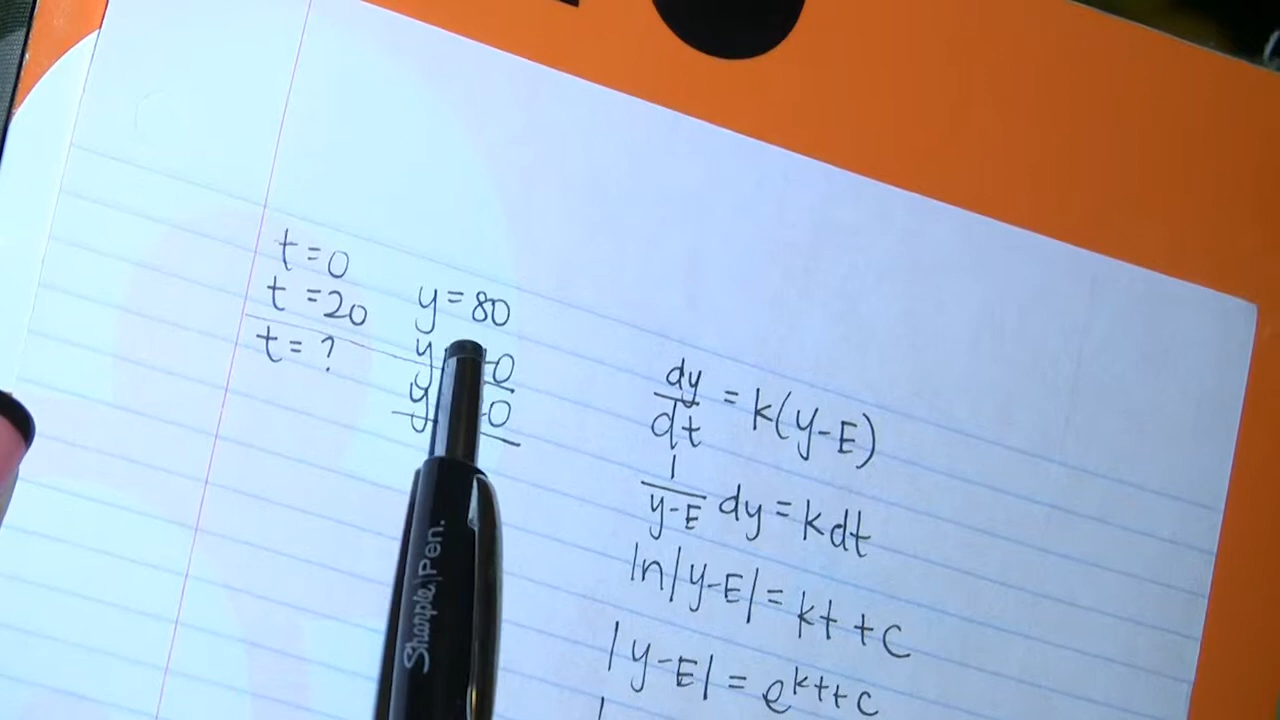 t=0
t=20 y=80
t=?
dy/dt = k(y-E)
1/(y-E) dy = kdt
ln|y-E| = kt+c
|y-E| = e^(kt+c)
Sharpie Pen.